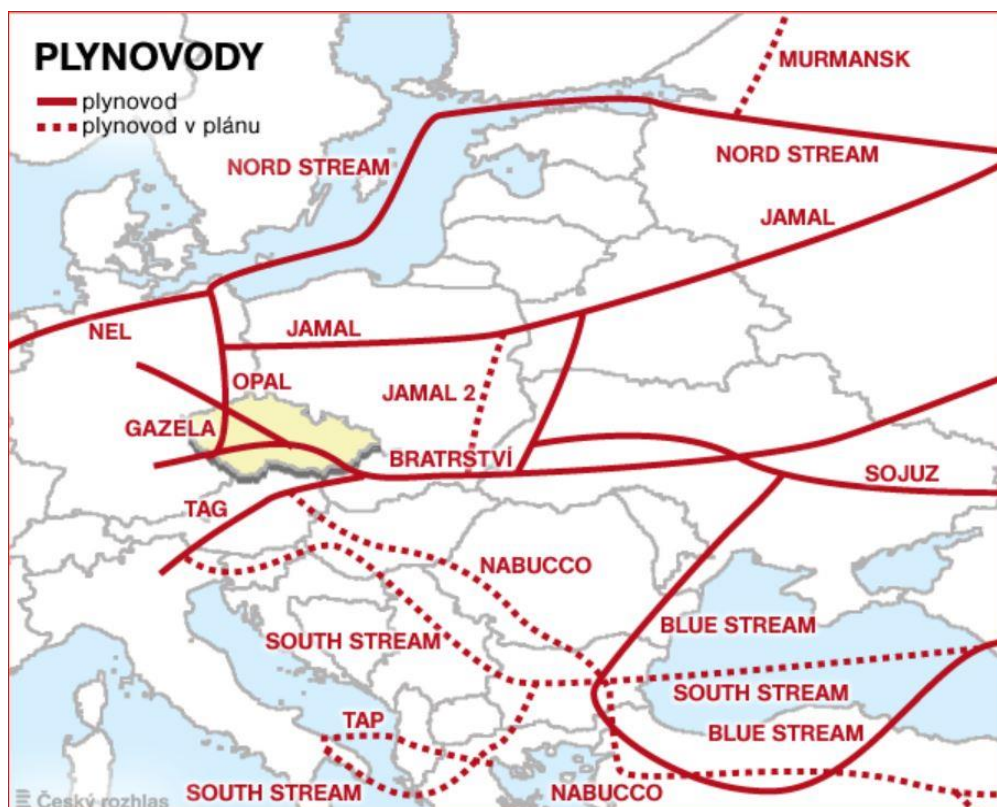 PLYNOVODY
plynovod
plynovod v plánu
MURMANSK
NORD STREAM
NORD STREAM
JAMAL
NEL
JAMAL
OPAL
JAMAL 2
GAZELA
BRATRSTVÍ
SOJUZ
TAG
NABUCCO
BLUE STREAM
SOUTH STREAM
SOUTH STREAM
TAP
BLUE STREAM
SOUTH STREAM
NABUCCO
Český rozhlas